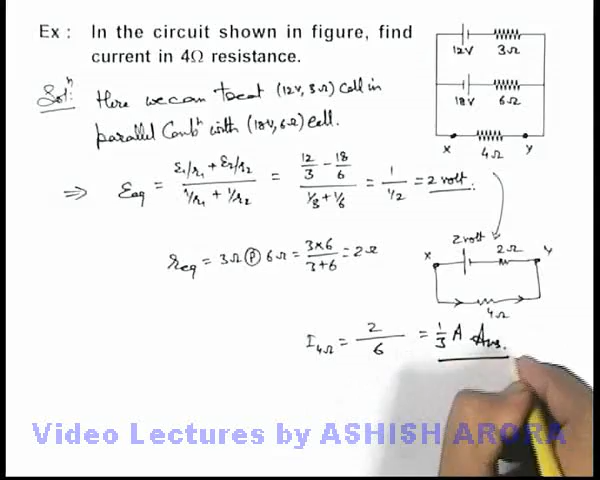 Ex : In the circuit shown in figure, find
current in 4Ω resistance.
Solⁿ: Here we can treat (12V, 3Ω) Cell in
parallel Combⁿ with (18V, 6Ω) Cell.
⇒ Eeq = (ε1/r1 + ε2/r2) / (1/r1 + 1/r2) = (12/3 − 18/6) / (1/3 + 1/6) = 1 / (1/2) = 2 volt.
req = 3Ω Ⓟ 6Ω = (3×6)/(3+6) = 2Ω
I4Ω = 2/6 = 1/3 A Ans.
12V 3Ω
18V 6Ω
X 4Ω Y
2 volt 2Ω
X Y
4Ω
Video Lectures by ASHISH ARORA